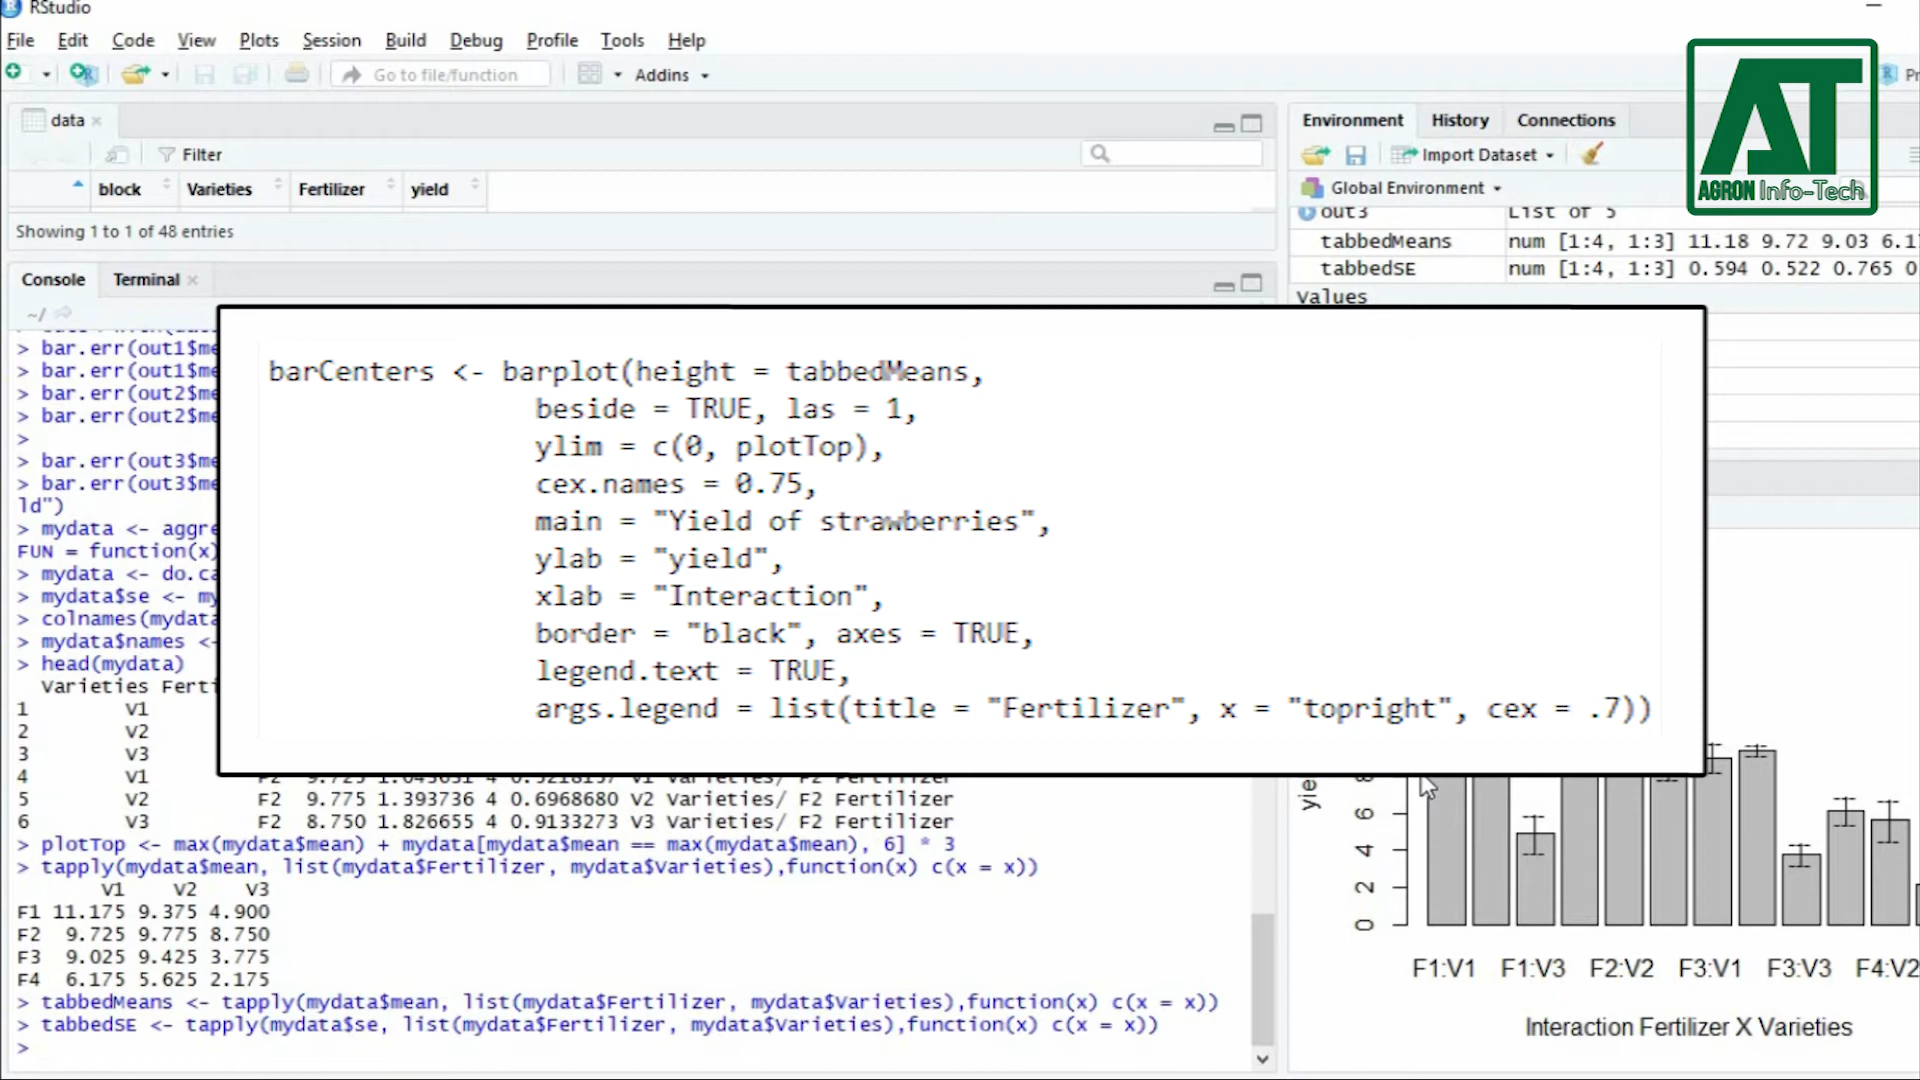 RStudio
File Edit Code View Plots Session Build Debug Profile Tools Help
Go to file/function
Addins
data
Filter
block Varieties Fertilizer yield
Showing 1 to 1 of 48 entries
Console Terminal
~/
> bar.err(out1$me
> bar.err(out1$me
> bar.err(out2$me
> bar.err(out2$me
>
> bar.err(out3$me
> bar.err(out3$me
ld")
> mydata <- aggre
FUN = function(x)
> mydata <- do.ca
> mydata$se <- my
> colnames(mydata
> mydata$names <-
> head(mydata)
Varieties Ferti
1 V1
2 V2
3 V3
4 V1 F2 9.725
5 V2 F2 9.775 1.393736 4 0.6968680 V2 Varieties/ F2 Fertilizer
6 V3 F2 8.750 1.826655 4 0.9133273 V3 Varieties/ F2 Fertilizer
> plotTop <- max(mydata$mean) + mydata[mydata$mean == max(mydata$mean), 6] * 3
> tapply(mydata$mean, list(mydata$Fertilizer, mydata$Varieties),function(x) c(x = x))
V1 V2 V3
F1 11.175 9.375 4.900
F2 9.725 9.775 8.750
F3 9.025 9.425 3.775
F4 6.175 5.625 2.175
> tabbedMeans <- tapply(mydata$mean, list(mydata$Fertilizer, mydata$Varieties),function(x) c(x = x))
> tabbedSE <- tapply(mydata$se, list(mydata$Fertilizer, mydata$Varieties),function(x) c(x = x))
>
barCenters <- barplot(height = tabbedMeans,
beside = TRUE, las = 1,
ylim = c(0, plotTop),
cex.names = 0.75,
main = "Yield of strawberries",
ylab = "yield",
xlab = "Interaction",
border = "black", axes = TRUE,
legend.text = TRUE,
args.legend = list(title = "Fertilizer", x = "topright", cex = .7))
Environment History Connections
Import Dataset
Global Environment
out3 List of 5
tabbedMeans num [1:4, 1:3] 11.18 9.72 9.03 6.1
tabbedSE num [1:4, 1:3] 0.594 0.522 0.765 0
Values
AT
AGRON Info-Tech
Pr
yie
8
6
4
2
0
F1:V1 F1:V3 F2:V2 F3:V1 F3:V3 F4:V2
Interaction Fertilizer X Varieties